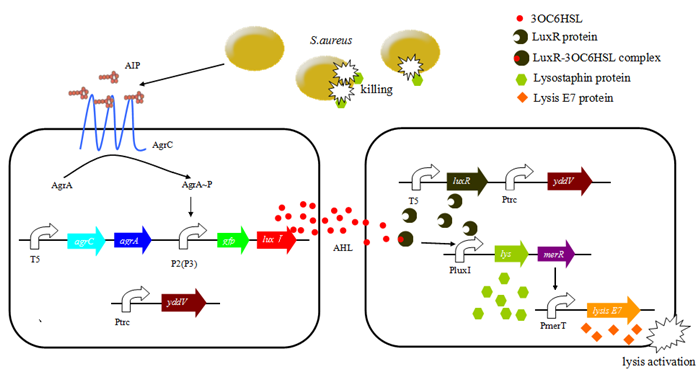 S.aureus
AIP
killing
3OC6HSL
LuxR protein
LuxR-3OC6HSL complex
Lysostaphin protein
Lysis E7 protein
AgrC
AgrA
AgrA~P
T5
agrC
agrA
P2(P3)
gfp
lux I
Ptrc
yddV
AHL
T5
luxR
Ptrc
yddV
PluxI
lys
merR
PmerT
lysis E7
lysis activation